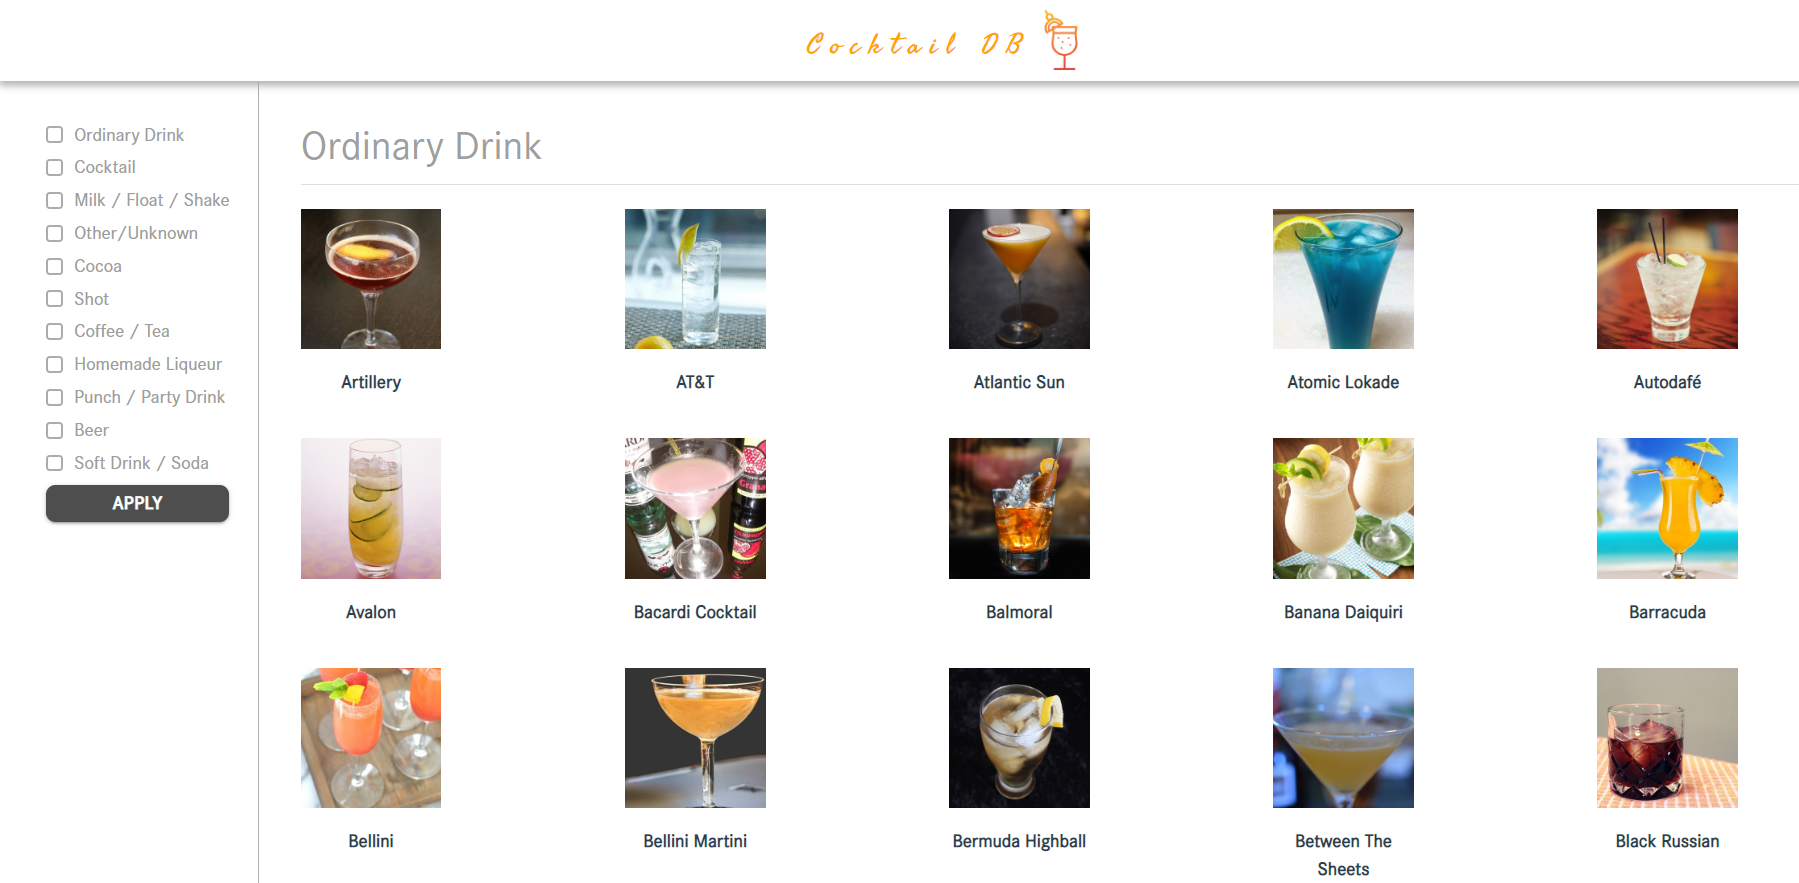 Cocktail DB
Ordinary Drink
Cocktail
Milk / Float / Shake
Other/Unknown
Cocoa
Shot
Coffee / Tea
Homemade Liqueur
Punch / Party Drink
Beer
Soft Drink / Soda
APPLY
Ordinary Drink
Artillery
AT&T
Atlantic Sun
Atomic Lokade
Autodafé
Avalon
Bacardi Cocktail
Balmoral
Banana Daiquiri
Barracuda
Bellini
Bellini Martini
Bermuda Highball
Between The
Sheets
Black Russian